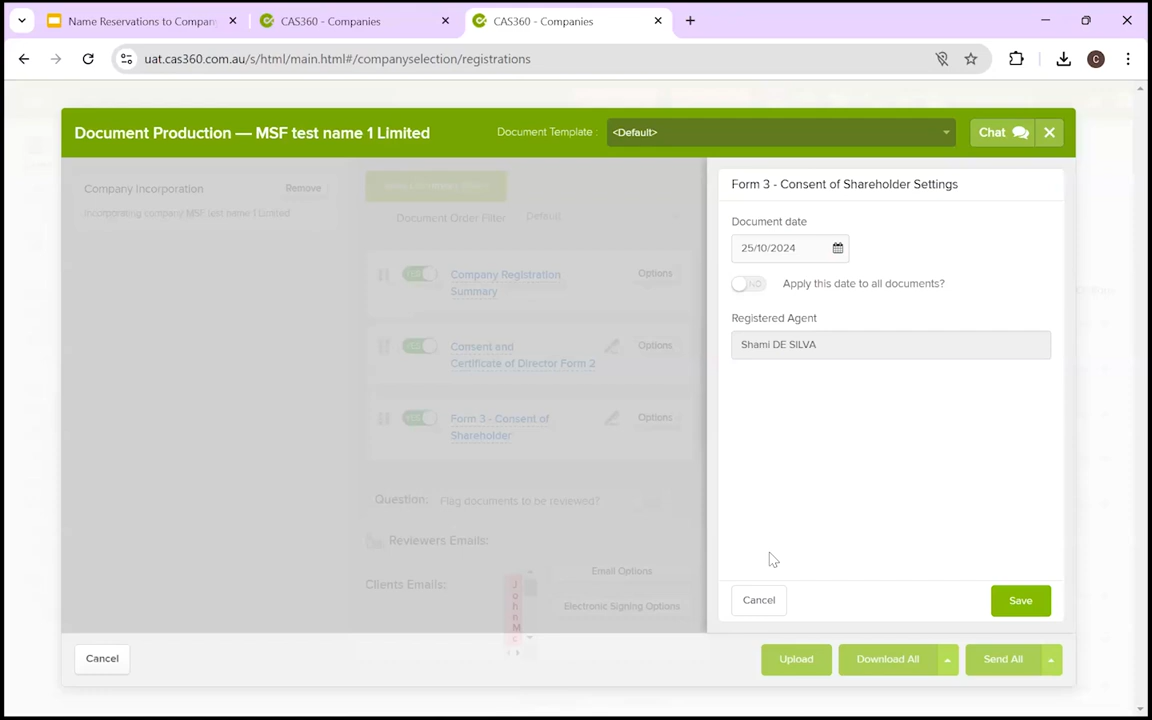 Name Reservations to Compan
CAS360 - Companies
CAS360 - Companies
uat.cas360.com.au/s/html/main.html#/companyselection/registrations
C
Document Production — MSF test name 1 Limited
Document Template :
<Default>
Chat
Company Incorporation
Remove
Incorporating company MSF test name 1 Limited
Document Order Filter
Default
YES
Company Registration
Summary
Options
YES
Consent and
Certificate of Director Form 2
Options
YES
Form 3 - Consent of
Shareholder
Options
Question:
Flag documents to be reviewed?
Reviewers Emails:
Clients Emails:
J
o
h
n
M
c
Email Options
Electronic Signing Options
Form 3 - Consent of Shareholder Settings
Document date
25/10/2024
NO
Apply this date to all documents?
Registered Agent
Shami DE SILVA
Cancel
Save
Cancel
Upload
Download All
Send All